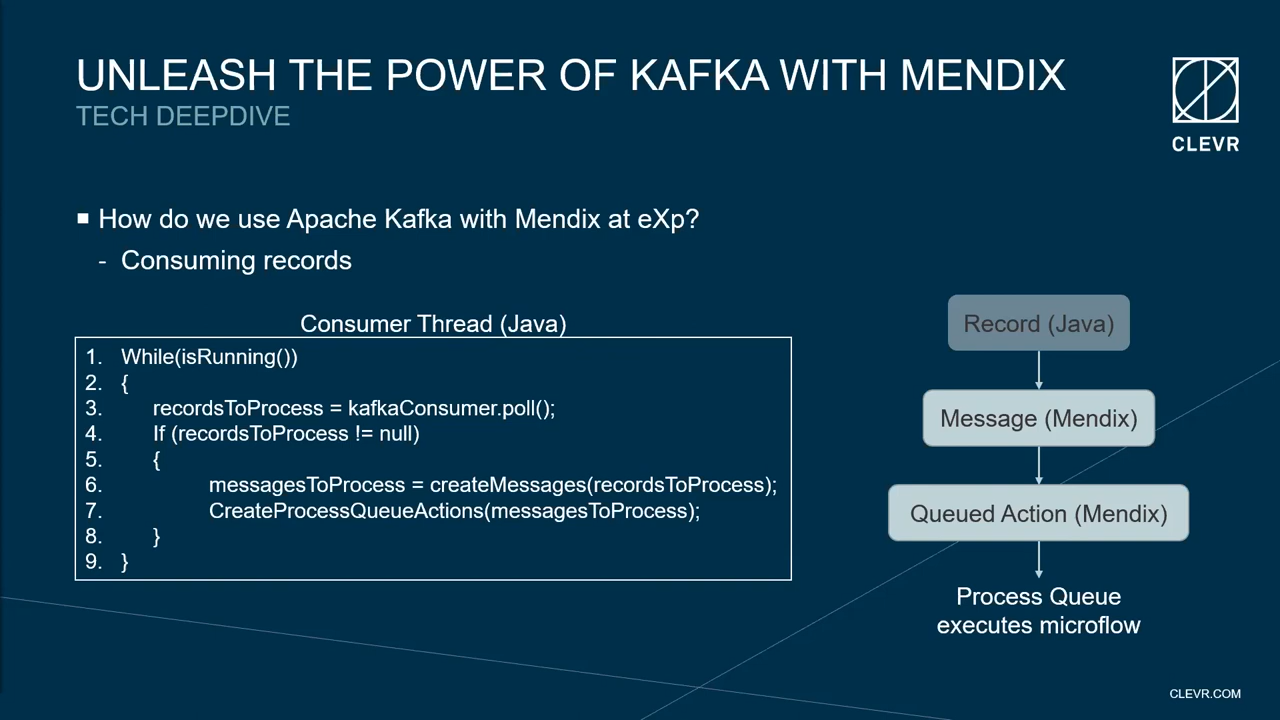 UNLEASH THE POWER OF KAFKA WITH MENDIX
TECH DEEPDIVE
CLEVR
■ How do we use Apache Kafka with Mendix at eXp?
- Consuming records
Consumer Thread (Java)
1. While(isRunning())
2. {
3. recordsToProcess = kafkaConsumer.poll();
4. If (recordsToProcess != null)
5. {
6. messagesToProcess = createMessages(recordsToProcess);
7. CreateProcessQueueActions(messagesToProcess);
8. }
9. }
Record (Java)
Message (Mendix)
Queued Action (Mendix)
Process Queue
executes microflow
CLEVR.COM